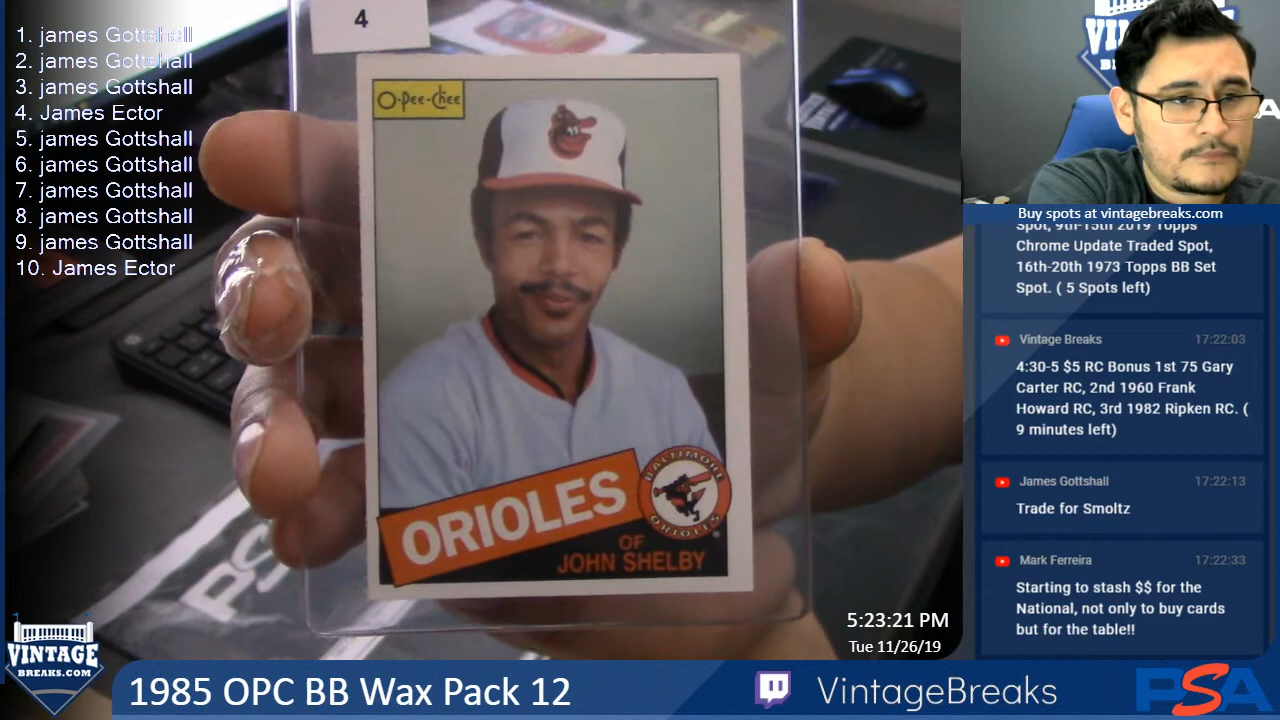 1. james Gottshall
2. james Gottshall
3. james Gottshall
4. James Ector
5. james Gottshall
6. james Gottshall
7. james Gottshall
8. james Gottshall
9. james Gottshall
10. James Ector
4
O-Pee-Chee
ORIOLES
BALTIMORE
ORIOLES
OF
JOHN SHELBY
PSA
5:23:21 PM
Tue 11/26/19
VINTAGE
BREAKS.COM
1985 OPC BB Wax Pack 12
VintageBreaks
PSA
VIN
BR
A
Buy spots at vintagebreaks.com
Spot, 9th-15th 2019 Topps
Chrome Update Traded Spot,
16th-20th 1973 Topps BB Set
Spot. ( 5 Spots left)
Vintage Breaks 17:22:03
4:30-5 $5 RC Bonus 1st 75 Gary
Carter RC, 2nd 1960 Frank
Howard RC, 3rd 1982 Ripken RC. (
9 minutes left)
James Gottshall 17:22:13
Trade for Smoltz
Mark Ferreira 17:22:33
Starting to stash $$ for the
National, not only to buy cards
but for the table!!